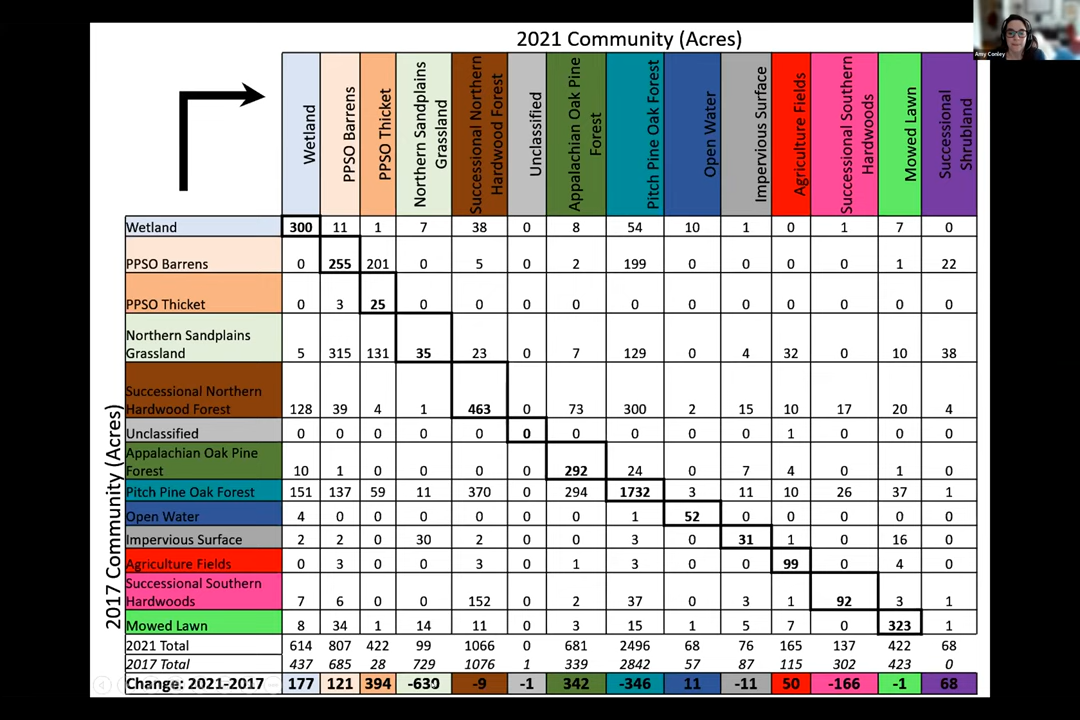 2021 Community (Acres)
Amy Conley
Wetland PPSO Barrens PPSO Thicket Northern Sandplains Grassland Successional Northern Hardwood Forest Unclassified Appalachian Oak Pine Forest Pitch Pine Oak Forest Open Water Impervious Surface Agriculture Fields Successional Southern Hardwoods Mowed Lawn Successional Shrubland
2017 Community (Acres)
Wetland 300 11 1 7 38 0 8 54 10 1 0 1 7 0
PPSO Barrens 0 255 201 0 5 0 2 199 0 0 0 0 1 22
PPSO Thicket 0 3 25 0 0 0 0 0 0 0 0 0 0 0
Northern Sandplains
Grassland 5 315 131 35 23 0 7 129 0 4 32 0 10 38
Successional Northern
Hardwood Forest 128 39 4 1 463 0 73 300 2 15 10 17 20 4
Unclassified 0 0 0 0 0 0 0 0 0 0 1 0 0 0
Appalachian Oak Pine
Forest 10 1 0 0 0 0 292 24 0 7 4 0 1 0
Pitch Pine Oak Forest 151 137 59 11 370 0 294 1732 3 11 10 26 37 1
Open Water 4 0 0 0 0 0 0 1 52 0 0 0 0 0
Impervious Surface 2 2 0 30 2 0 0 3 0 31 1 0 16 0
Agriculture Fields 0 3 0 0 3 0 1 3 0 0 99 0 4 0
Successional Southern
Hardwoods 7 6 0 0 152 0 2 37 0 3 1 92 3 1
Mowed Lawn 8 34 1 14 11 0 3 15 1 5 7 0 323 1
2021 Total 614 807 422 99 1066 0 681 2496 68 76 165 137 422 68
2017 Total 437 685 28 729 1076 1 339 2842 57 87 115 302 423 0
Change: 2021-2017 177 121 394 -630 -9 -1 342 -346 11 -11 50 -166 -1 68